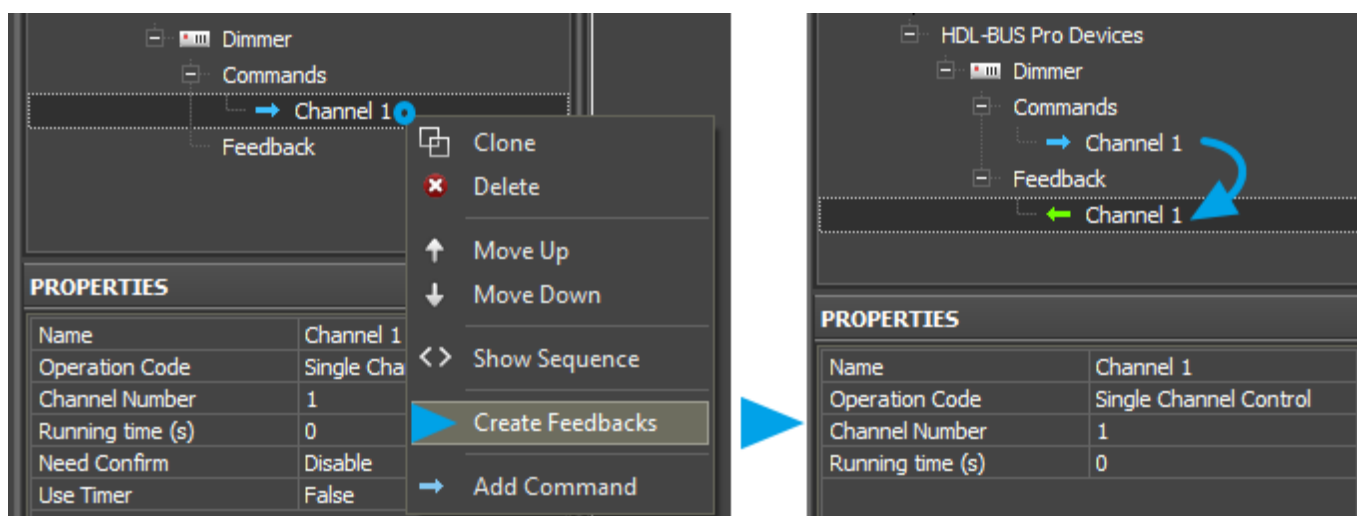 Dimmer
Commands
Channel 1
Feedback
Clone
Delete
Move Up
Move Down
Show Sequence
Create Feedbacks
Add Command
PROPERTIES
Name Channel 1
Operation Code Single Cha
Channel Number 1
Running time (s) 0
Need Confirm Disable
Use Timer False
HDL-BUS Pro Devices
Dimmer
Commands
Channel 1
Feedback
Channel 1
PROPERTIES
Name Channel 1
Operation Code Single Channel Control
Channel Number 1
Running time (s) 0